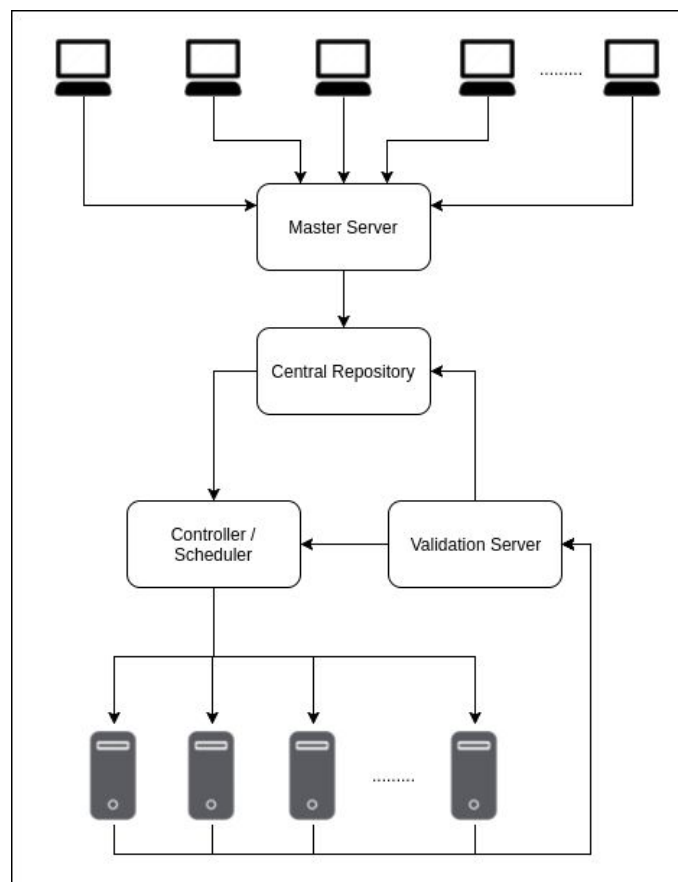 .........
Master Server
Central Repository
Controller /
Scheduler
Validation Server
.........